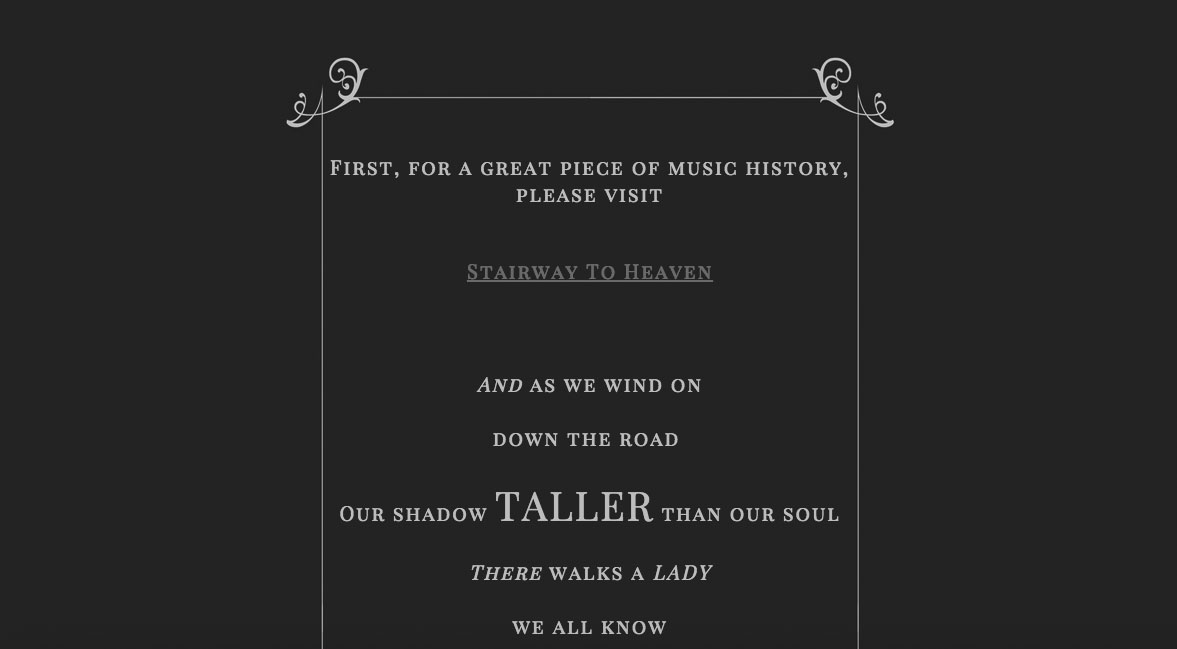 First, for a great piece of music history,
please visit
Stairway To Heaven
And as we wind on
down the road
Our shadow TALLER than our soul
There walks a lady
we all know